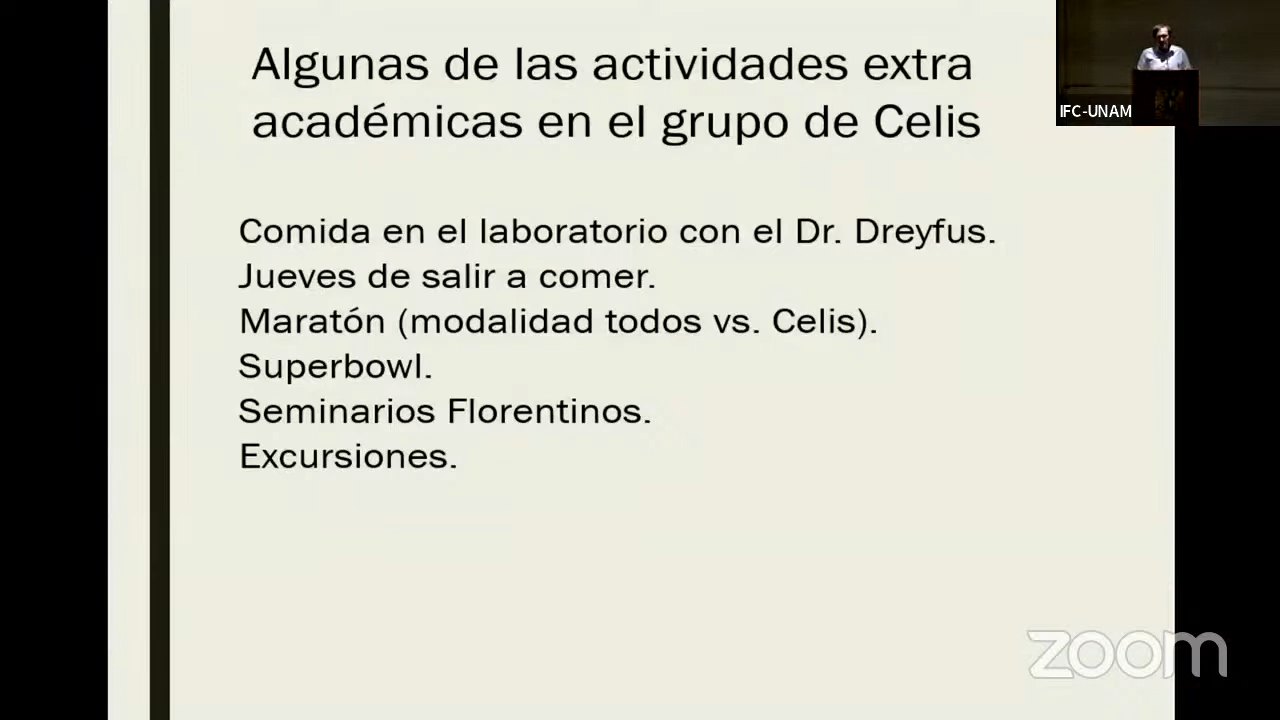 Algunas de las actividades extra
académicas en el grupo de Celis
IFC-UNAM
Comida en el laboratorio con el Dr. Dreyfus.
Jueves de salir a comer.
Maratón (modalidad todos vs. Celis).
Superbowl.
Seminarios Florentinos.
Excursiones.
zoom